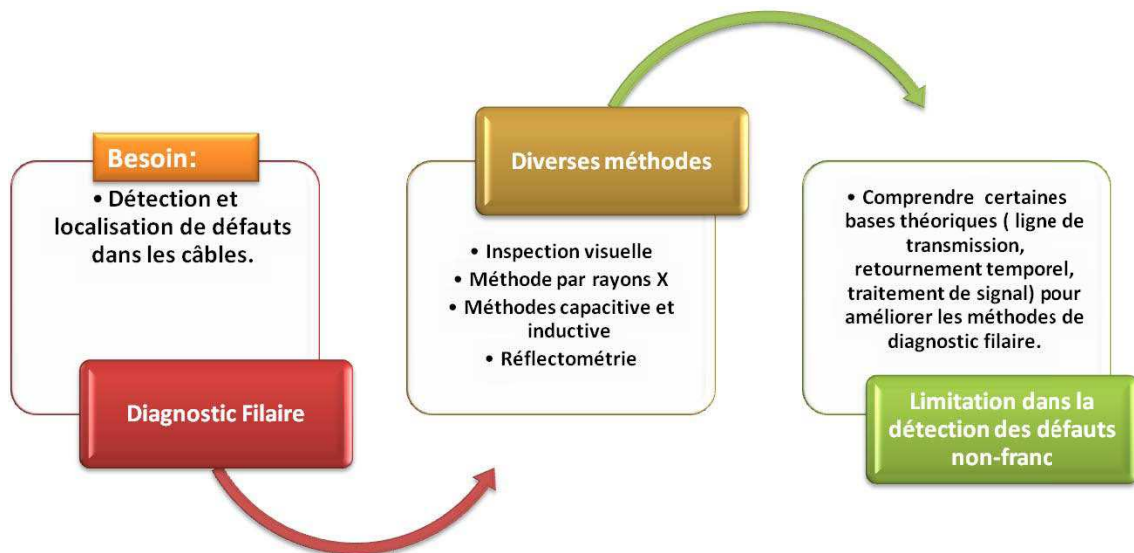 Besoin:
• Détection et
localisation de défauts
dans les câbles.
Diagnostic Filaire
Diverses méthodes
• Inspection visuelle
• Méthode par rayons X
• Méthodes capacitive et
inductive
• Réflectométrie
• Comprendre certaines
bases théoriques ( ligne de
transmission,
retournement temporel,
traitement de signal) pour
améliorer les méthodes de
diagnostic filaire.
Limitation dans la
détection des défauts
non-franc